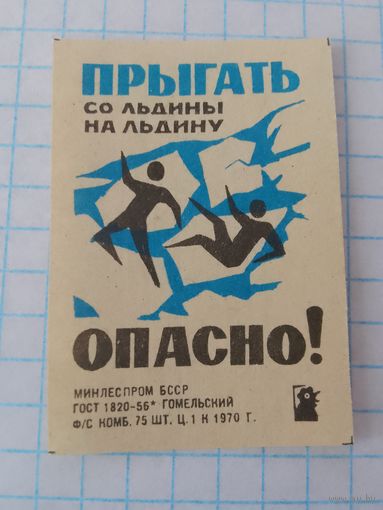 ПРЫГАТЬ
СО ЛЬДИНЫ
НА ЛЬДИНУ
ОПАСНО!
МИНЛЕСПРОМ БССР
ГОСТ 1820-56* ГОМЕЛЬСКИЙ
Ф/С КОМБ. 75 ШТ. Ц. 1 К 1970 Г.